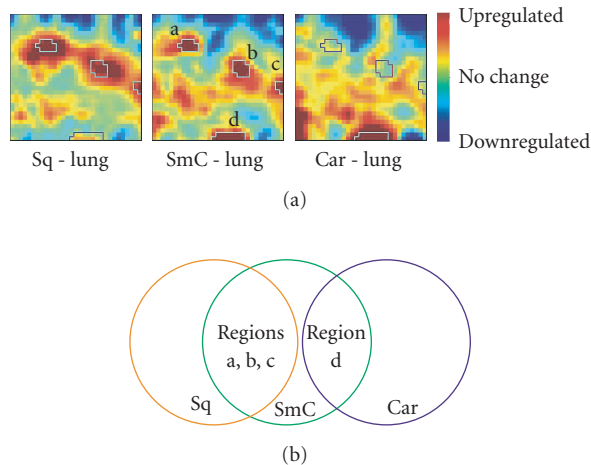 a
b
c
d
Upregulated
No change
Downregulated
Sq - lung
SmC - lung
Car - lung
(a)
Regions
a, b, c
Region
d
Sq
SmC
Car
(b)